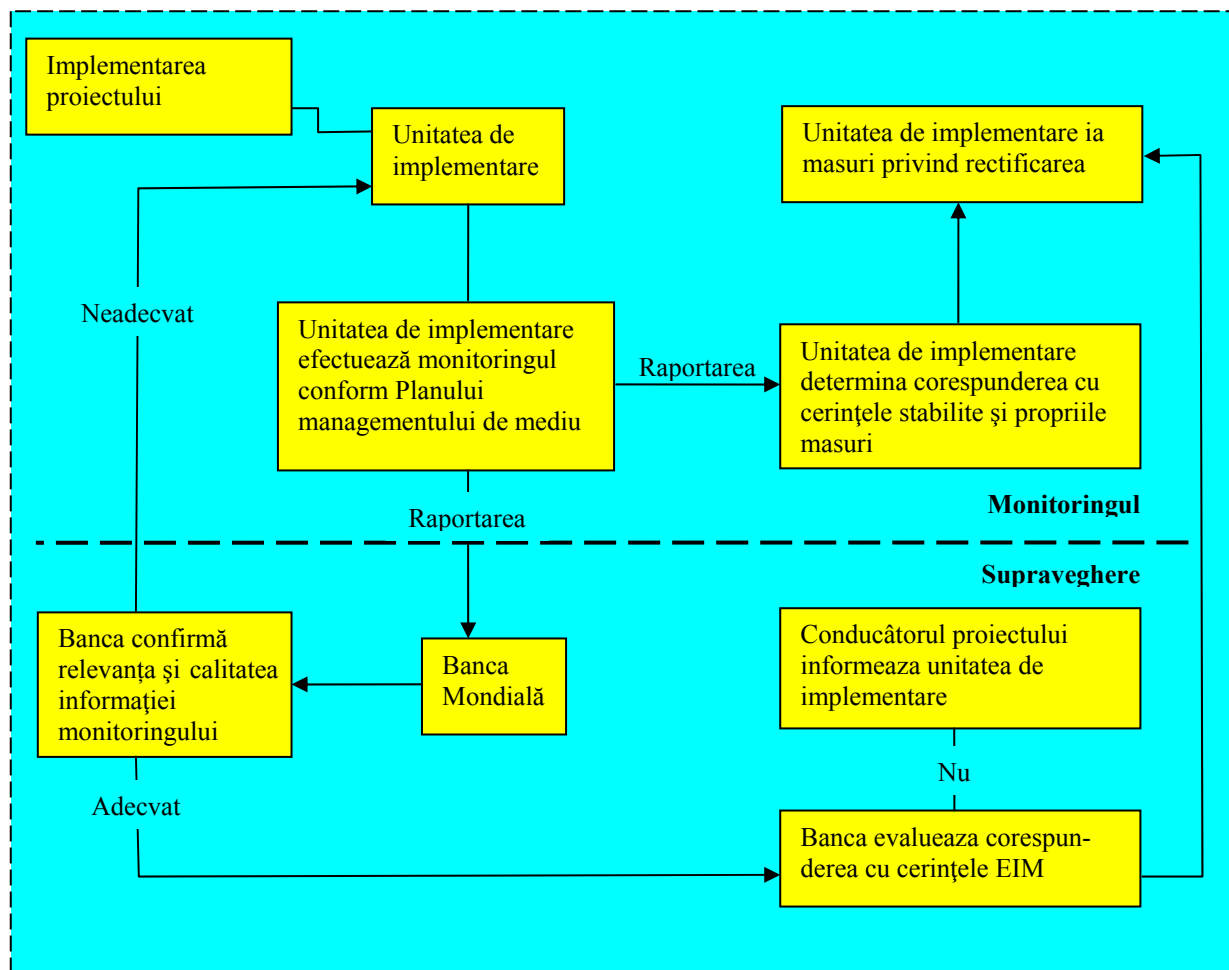 Implementarea
proiectului
Unitatea de
implementare
Unitatea de implementare ia
masuri privind rectificarea
Neadecvat
Unitatea de implementare
efectuează monitoringul
conform Planului
managementului de mediu
Raportarea
Unitatea de implementare
determina corespunderea cu
cerinţele stabilite şi propriile
masuri
Raportarea
Monitoringul
Supraveghere
Banca confirmă
relevanţa şi calitatea
informaţiei
monitoringului
Banca
Mondială
Conducâtorul proiectului
informeaza unitatea de
implementare
Nu
Adecvat
Banca evalueaza corespun-
derea cu cerinţele EIM